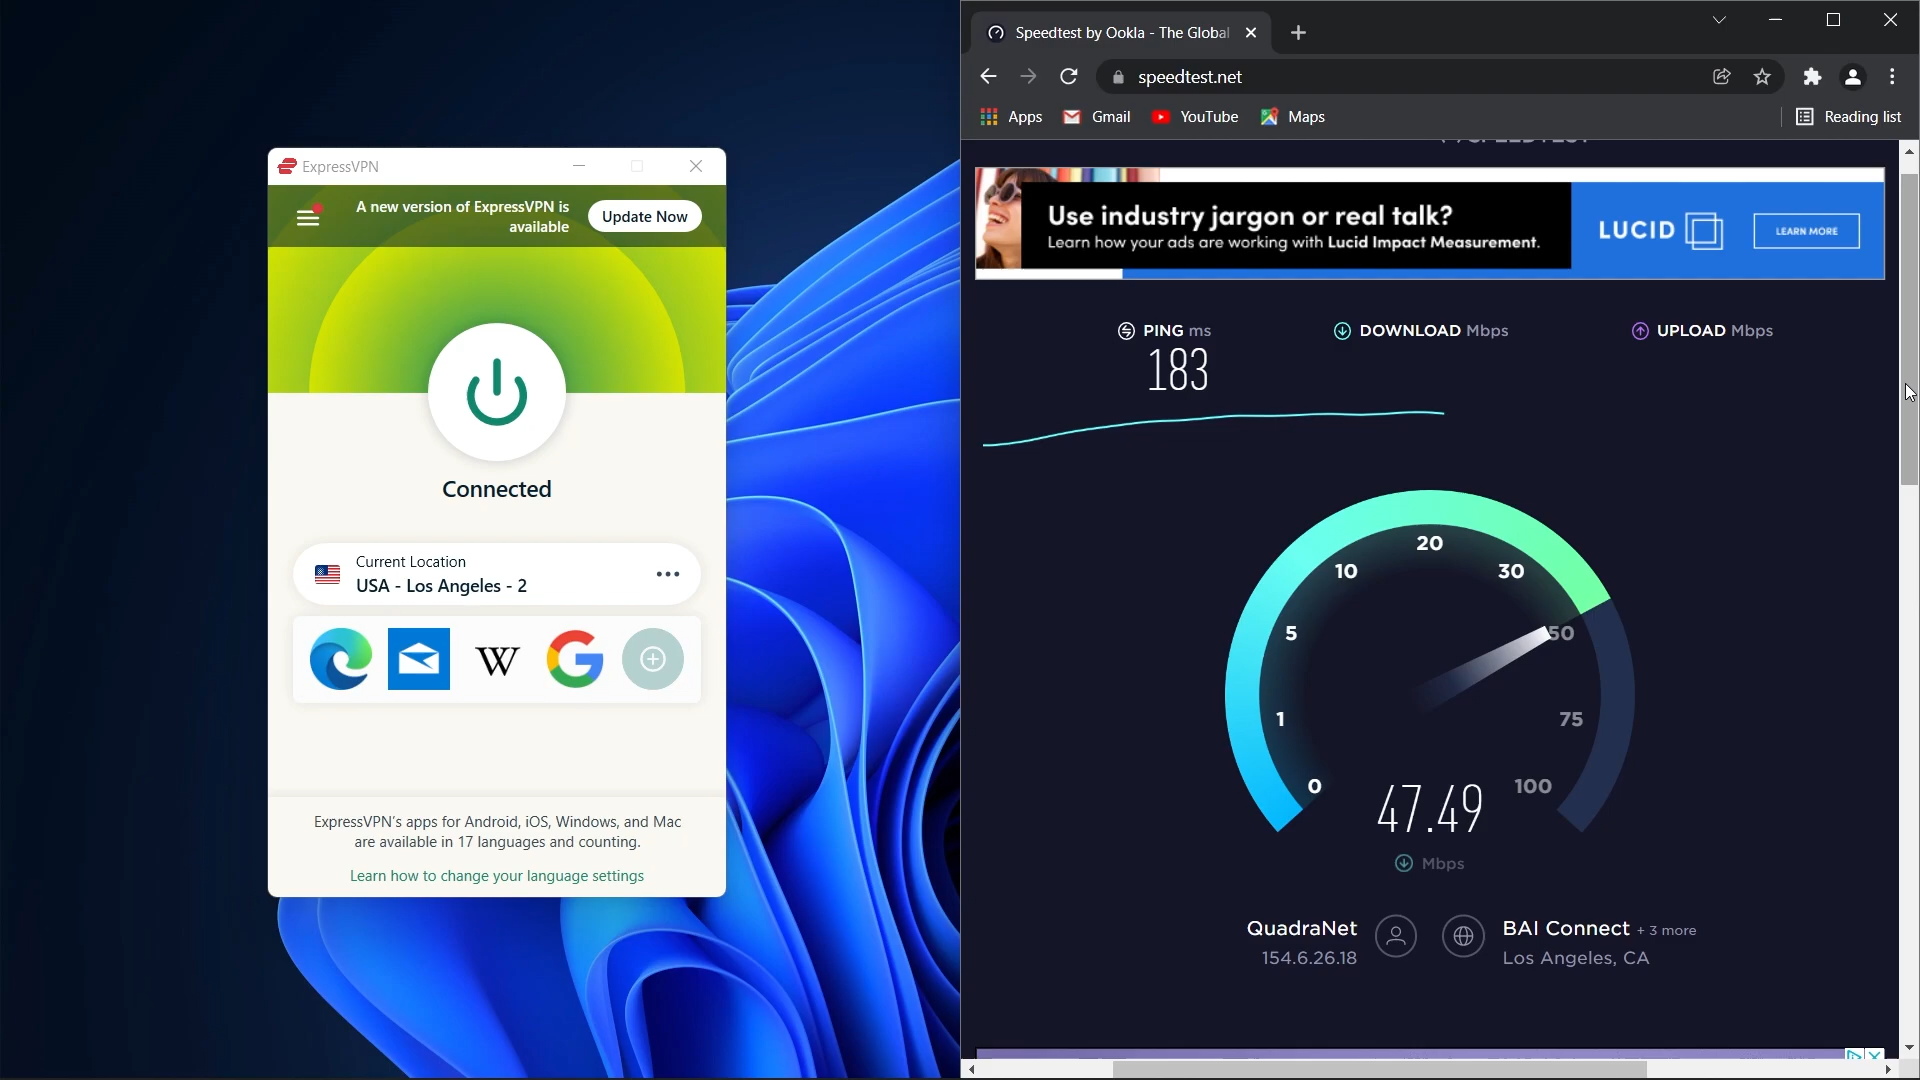 ExpressVPN
A new version of ExpressVPN is
available
Update Now
Connected
Current Location
USA - Los Angeles - 2
W
G
ExpressVPN's apps for Android, iOS, Windows, and Mac
are available in 17 languages and counting.
Learn how to change your language settings
Speedtest by Ookla - The Global
speedtest.net
Apps
Gmail
YouTube
Maps
Reading list
Use industry jargon or real talk?
Learn how your ads are working with Lucid Impact Measurement.
LUCID
LEARN MORE
PING ms
183
DOWNLOAD Mbps
UPLOAD Mbps
0
1
5
10
20
30
50
75
100
47.49
Mbps
QuadraNet
154.6.26.18
BAI Connect + 3 more
Los Angeles, CA